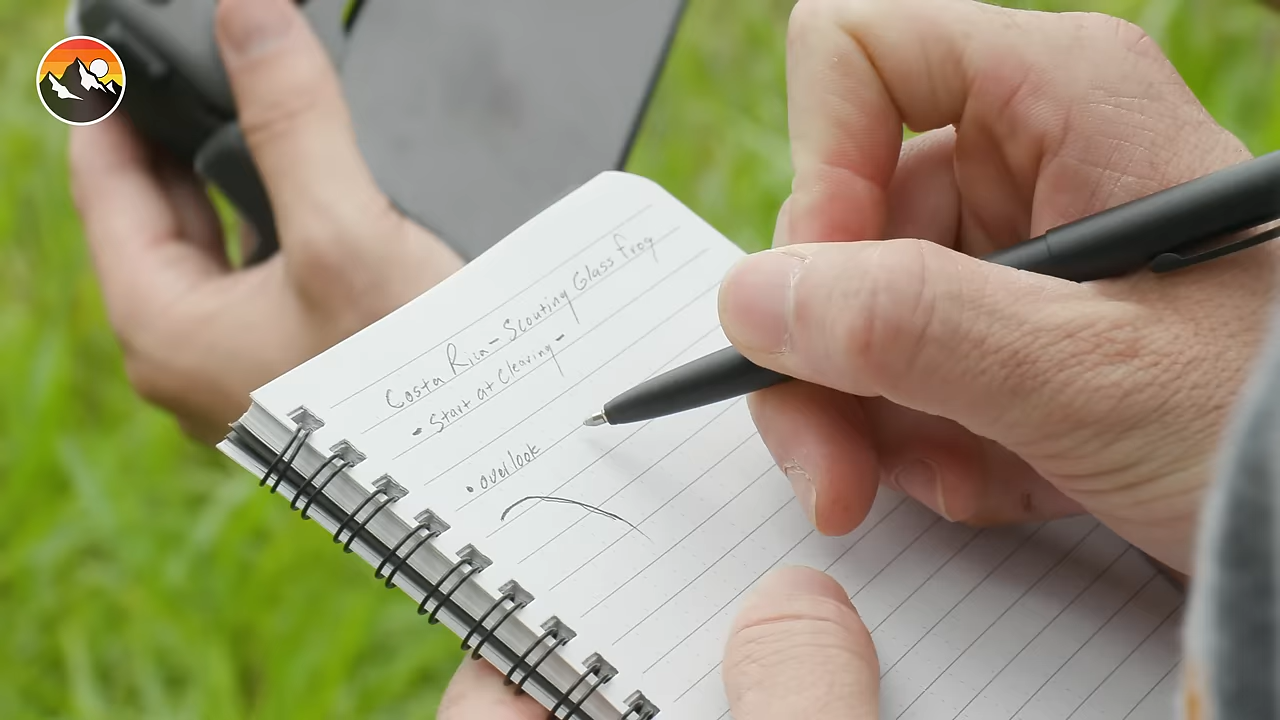 Costa Rica - Scouting Glass frog
• Start at Clearing -
• overlook